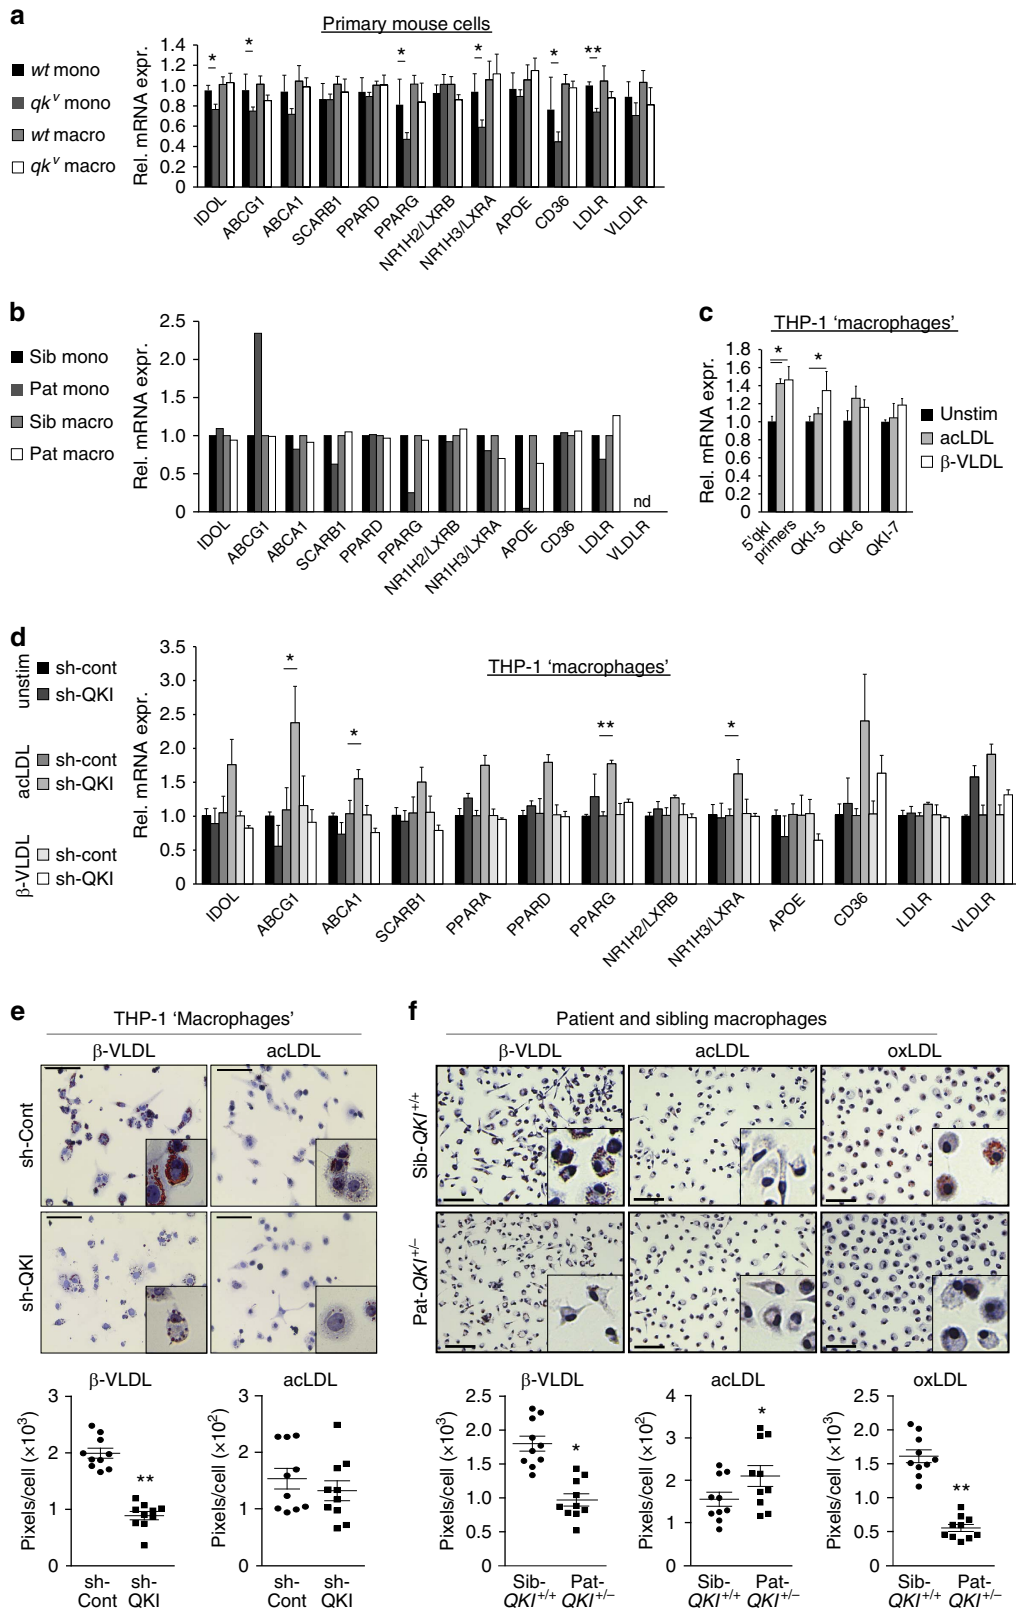 a
Primary mouse cells
wt mono
qkv mono
wt macro
qkv macro
Rel. mRNA expr.
1.4
1.2
1.0
0.8
0.6
0.4
0.2
0
* * * * * **
IDOL ABCG1 ABCA1 SCARB1 PPARD PPARG NR1H2/LXRB NR1H3/LXRA APOE CD36 LDLR VLDLR
b
Sib mono
Pat mono
Sib macro
Pat macro
Rel. mRNA expr.
2.5
2.0
1.5
1.0
0.5
0
nd
IDOL ABCG1 ABCA1 SCARB1 PPARD PPARG NR1H2/LXRB NR1H3/LXRA APOE CD36 LDLR VLDLR
c
THP-1 ‘macrophages’
Rel. mRNA expr.
1.8
1.6
1.4
1.2
1.0
0.8
0.6
0.4
0.2
0
* *
5'qkI primers QKI-5 QKI-6 QKI-7
Unstim
acLDL
β-VLDL
d
THP-1 ‘macrophages’
unstim
sh-cont
sh-QKI
acLDL
sh-cont
sh-QKI
β-VLDL
sh-cont
sh-QKI
Rel. mRNA expr.
3.5
3.0
2.5
2.0
1.5
1.0
0.5
0
* * ** *
IDOL ABCG1 ABCA1 SCARB1 PPARA PPARD PPARG NR1H2/LXRB NR1H3/LXRA APOE CD36 LDLR VLDLR
e
THP-1 ‘Macrophages’
β-VLDL acLDL
sh-Cont
sh-QKI
β-VLDL
Pixels/cell (×10³)
3
2
1
0
**
sh-Cont sh-QKI
acLDL
Pixels/cell (×10²)
3
2
1
0
sh-Cont sh-QKI
f
Patient and sibling macrophages
β-VLDL acLDL oxLDL
Sib-QKI+/+
Pat-QKI+/–
β-VLDL
Pixels/cell (×10³)
2.5
2.0
1.5
1.0
0.5
0
*
Sib-QKI+/+ Pat-QKI+/–
acLDL
Pixels/cell (×10²)
4
3
2
1
0
*
Sib-QKI+/+ Pat-QKI+/–
oxLDL
Pixels/cell (×10³)
2.5
2.0
1.5
1.0
0.5
0
**
Sib-QKI+/+ Pat-QKI+/–